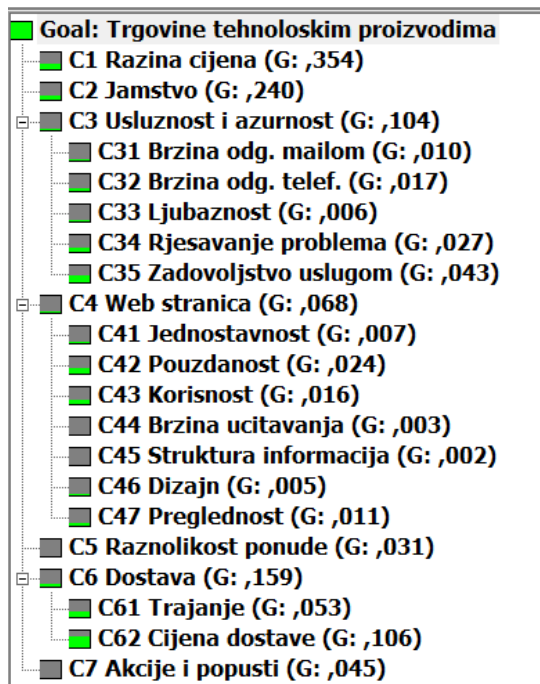 Goal: Trgovine tehnoloskim proizvodima
C1 Razina cijena (G: ,354)
C2 Jamstvo (G: ,240)
C3 Usluznost i azurnost (G: ,104)
C31 Brzina odg. mailom (G: ,010)
C32 Brzina odg. telef. (G: ,017)
C33 Ljubaznost (G: ,006)
C34 Rjesavanje problema (G: ,027)
C35 Zadovoljstvo uslugom (G: ,043)
C4 Web stranica (G: ,068)
C41 Jednostavnost (G: ,007)
C42 Pouzdanost (G: ,024)
C43 Korisnost (G: ,016)
C44 Brzina ucitavanja (G: ,003)
C45 Struktura informacija (G: ,002)
C46 Dizajn (G: ,005)
C47 Preglednost (G: ,011)
C5 Raznolikost ponude (G: ,031)
C6 Dostava (G: ,159)
C61 Trajanje (G: ,053)
C62 Cijena dostave (G: ,106)
C7 Akcije i popusti (G: ,045)